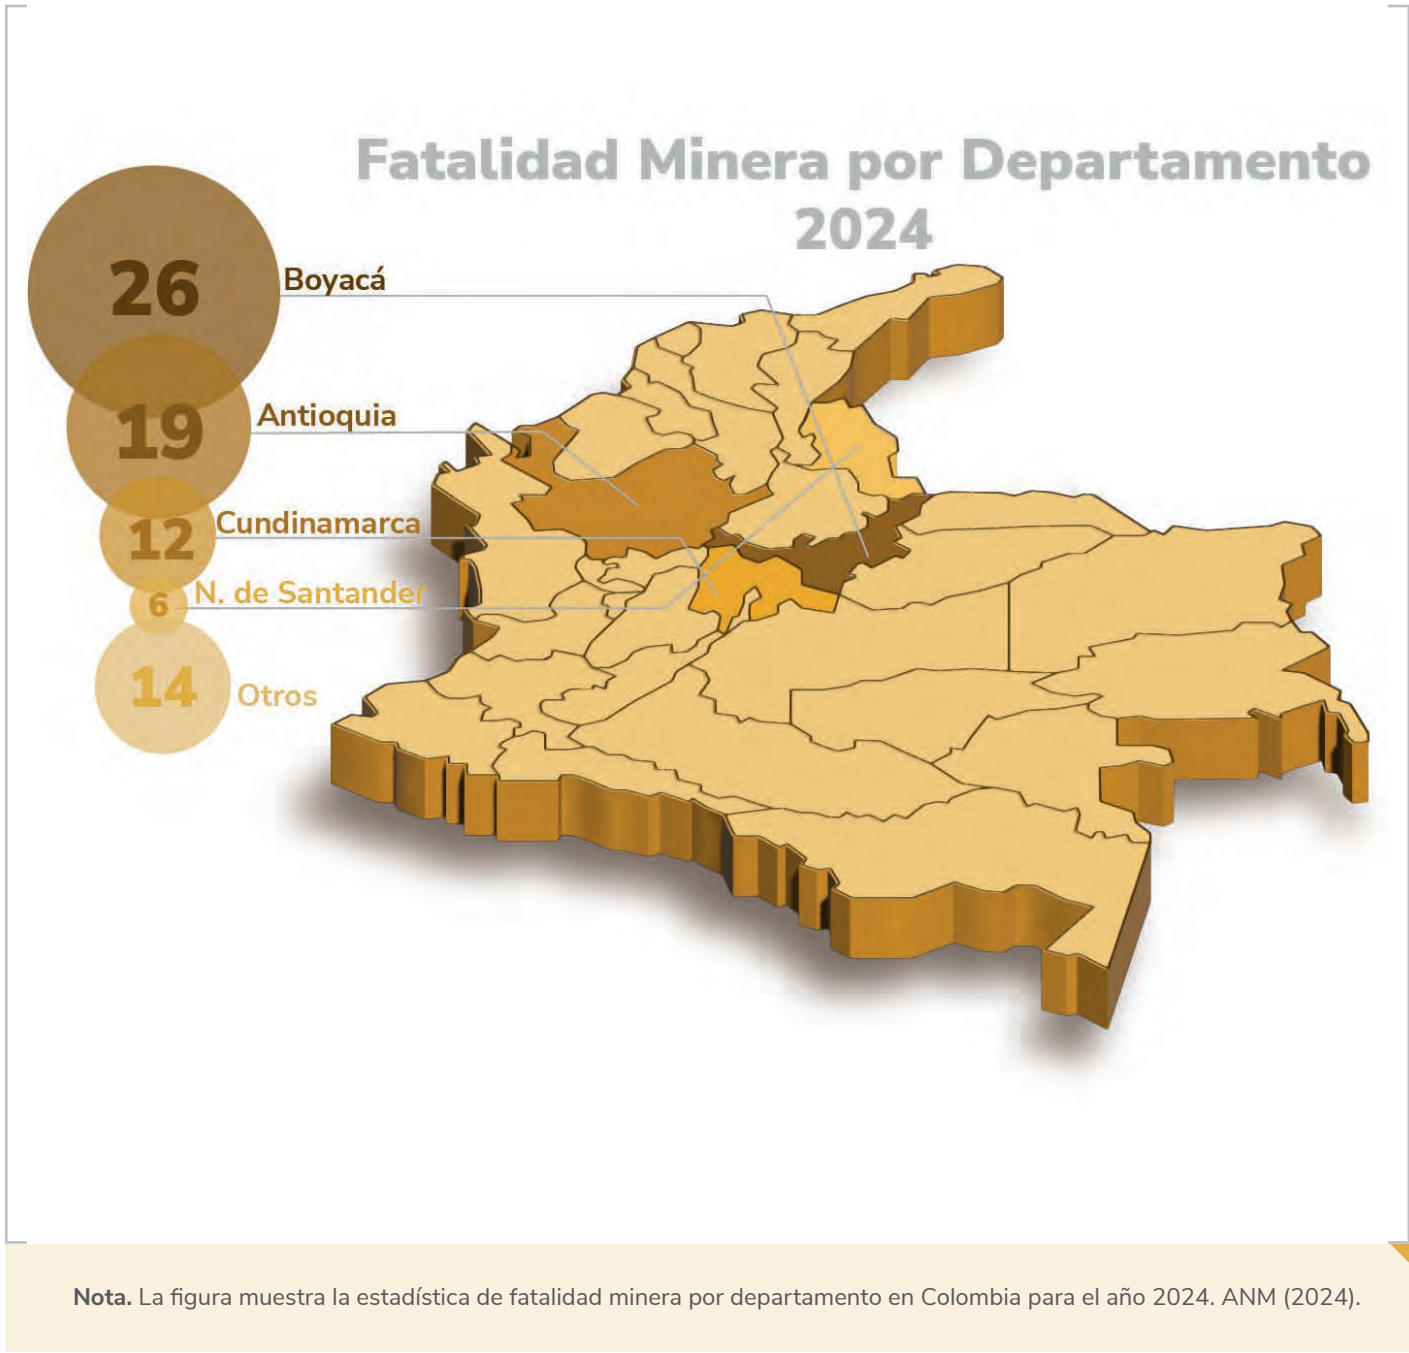 Fatalidad Minera por Departamento
2024
26
Boyacá
19
Antioquia
12
Cundinamarca
6
N. de Santander
14
Otros
Nota. La figura muestra la estadística de fatalidad minera por departamento en Colombia para el año 2024. ANM (2024).